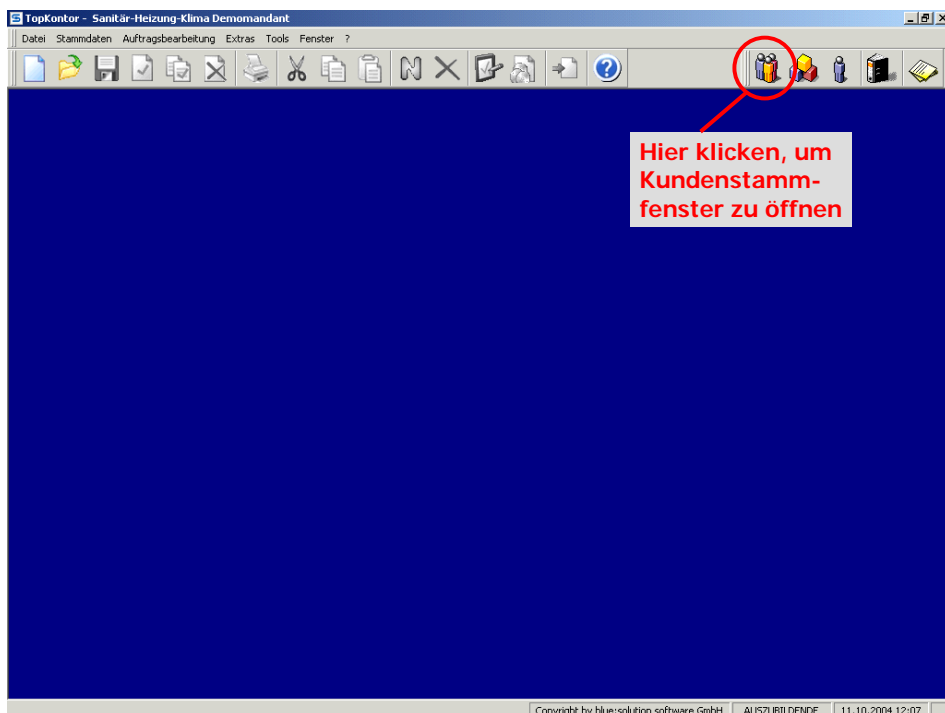 TopKontor - Sanitär-Heizung-Klima Demomandant
Datei Stammdaten Auftragsbearbeitung Extras Tools Fenster ?
Hier klicken, um
Kundenstamm-
fenster zu öffnen
Copyright by blue:solution software GmbH AUSZUBILDENDE 11.10.2004 12:07